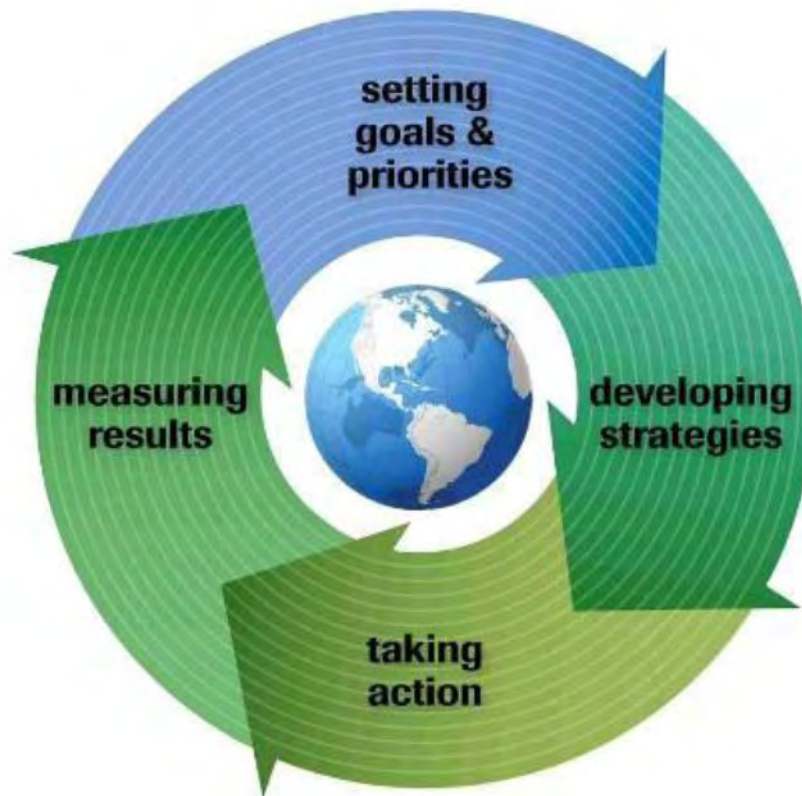 setting
goals &
priorities
developing
strategies
taking
action
measuring
results